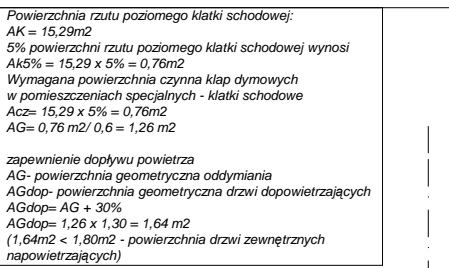 Powierzchnia rzutu poziomego klatki schodowej:
AK = 15,29m2
5% powierzchni rzutu poziomego klatki schodowej wynosi
Ak5% = 15,29 x 5% = 0,76m2
Wymagana powierzchnia czynna klap dymowych
w pomieszczeniach specjalnych - klatki schodowe
Acz= 15,29 x 5% = 0,76m2
AG= 0,76 m2/ 0,6 = 1,26 m2
zapewnienie dopływu powietrza
AG- powierzchnia geometryczna oddymiania
AGdop- powierzchnia geometryczna drzwi dopowietrzających
AGdop= AG + 30%
AGdop= 1,26 x 1,30 = 1,64 m2
(1,64m2 < 1,80m2 - powierzchnia drzwi zewnętrznych
napowietrzających)